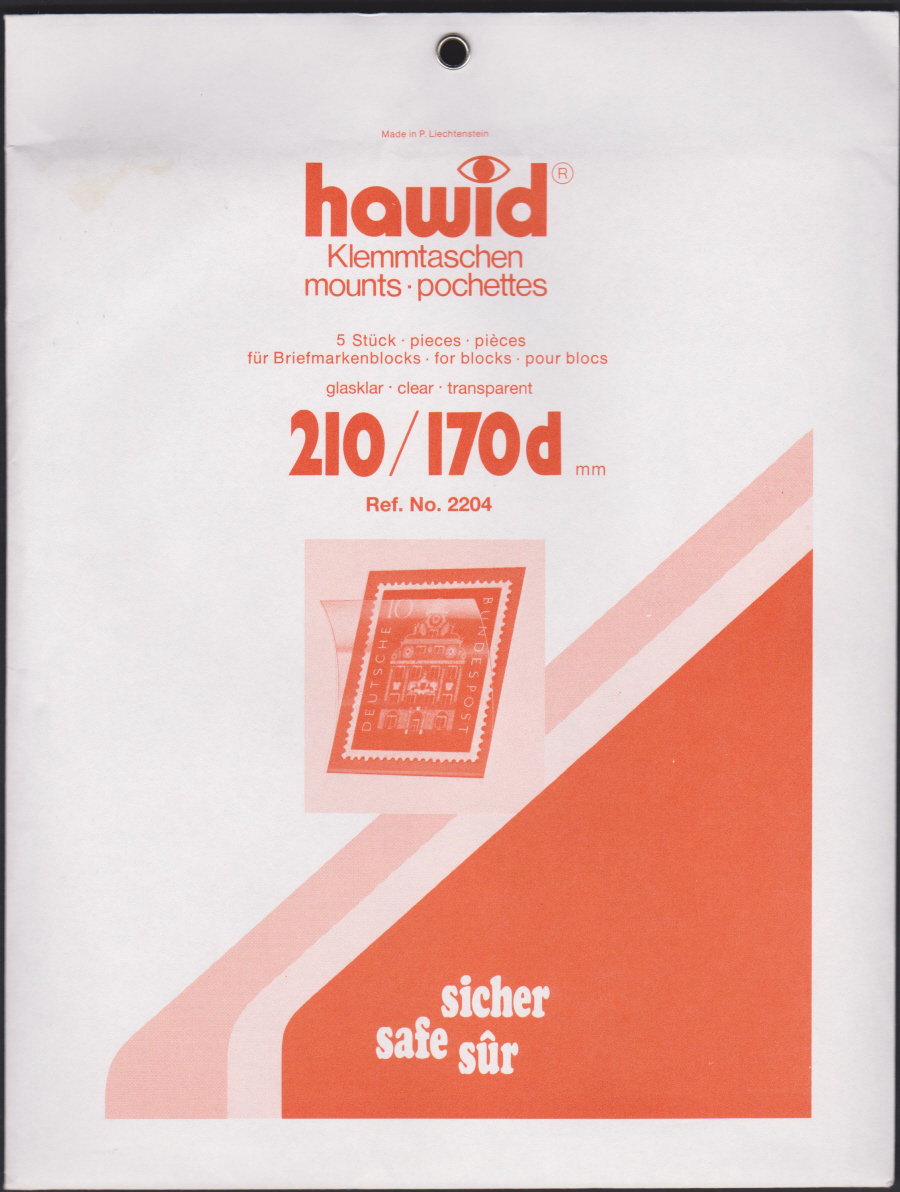 Made in P. Liechtenstein
hawid ®
Klemmtaschen
mounts · pochettes
5 Stück · pieces · pièces
für Briefmarkenblocks · for blocks · pour blocs
glasklar · clear · transparent
210/170d mm
Ref. No. 2204
10
DEUTSCHE
BUNDESPOST
sicher
safe
sûr